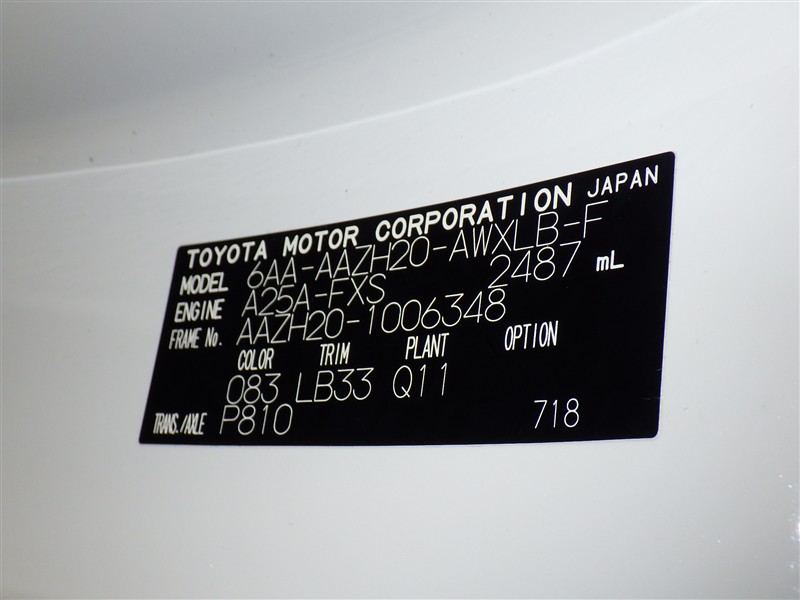 TOYOTA MOTOR CORPORATION JAPAN
MODEL 6AA-AAZH20-AWXLB-F
ENGINE A25A-FXS 2487 mL
FRAME No. AAZH20-1006348
COLOR TRIM PLANT OPTION
083 LB33 Q11
TRANS./AXLE P810 718